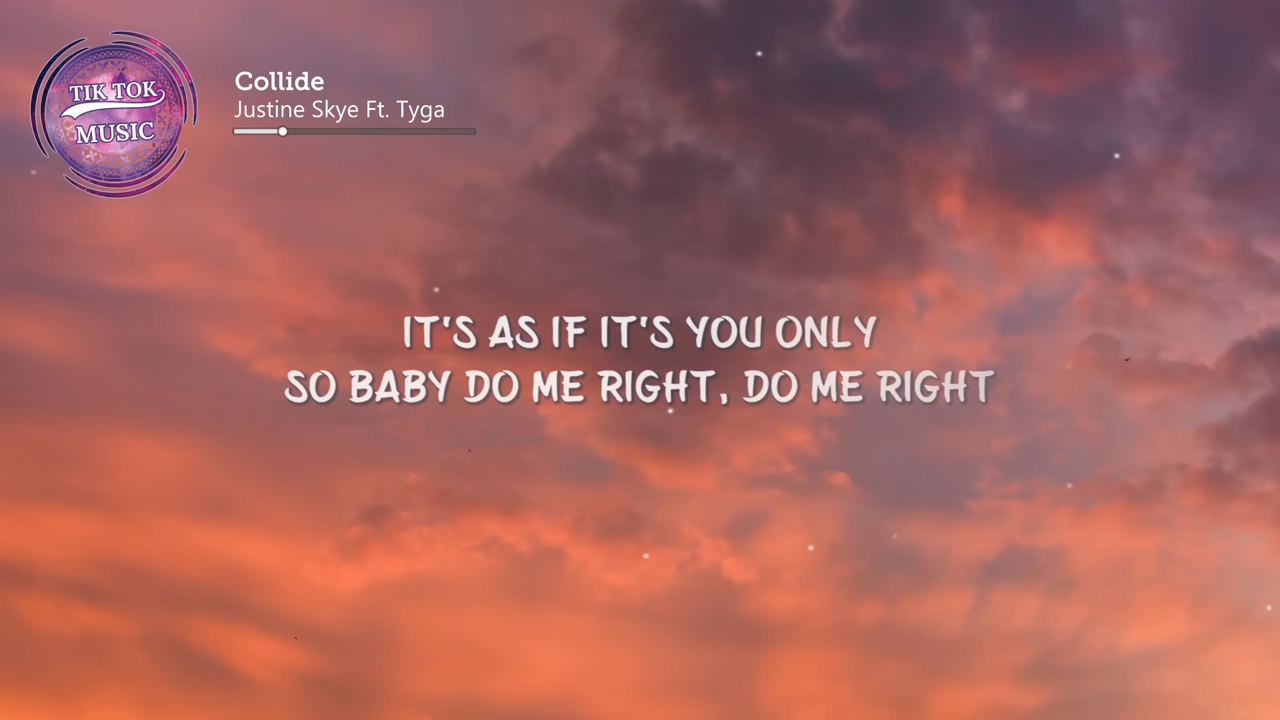 TIK TOK
MUSIC
Collide
Justine Skye Ft. Tyga
IT'S AS IF IT'S YOU ONLY
SO BABY DO ME RIGHT, DO ME RIGHT